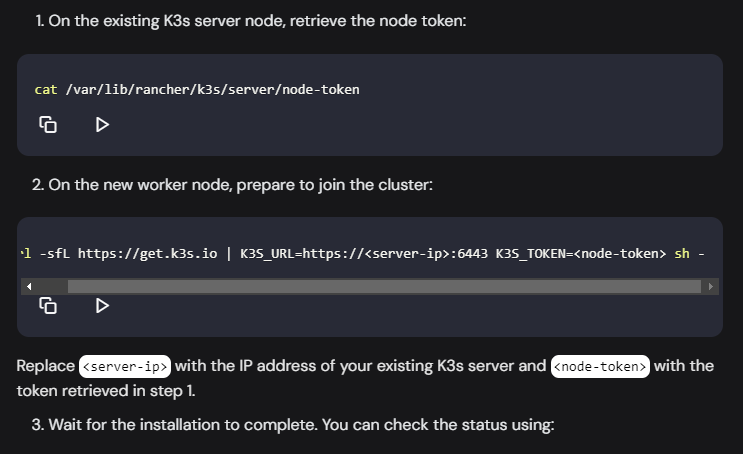 1. On the existing K3s server node, retrieve the node token:
cat /var/lib/rancher/k3s/server/node-token
2. On the new worker node, prepare to join the cluster:
l -sfL https://get.k3s.io | K3S_URL=https://<server-ip>:6443 K3S_TOKEN=<node-token> sh -
Replace <server-ip> with the IP address of your existing K3s server and <node-token> with the
token retrieved in step 1.
3. Wait for the installation to complete. You can check the status using: